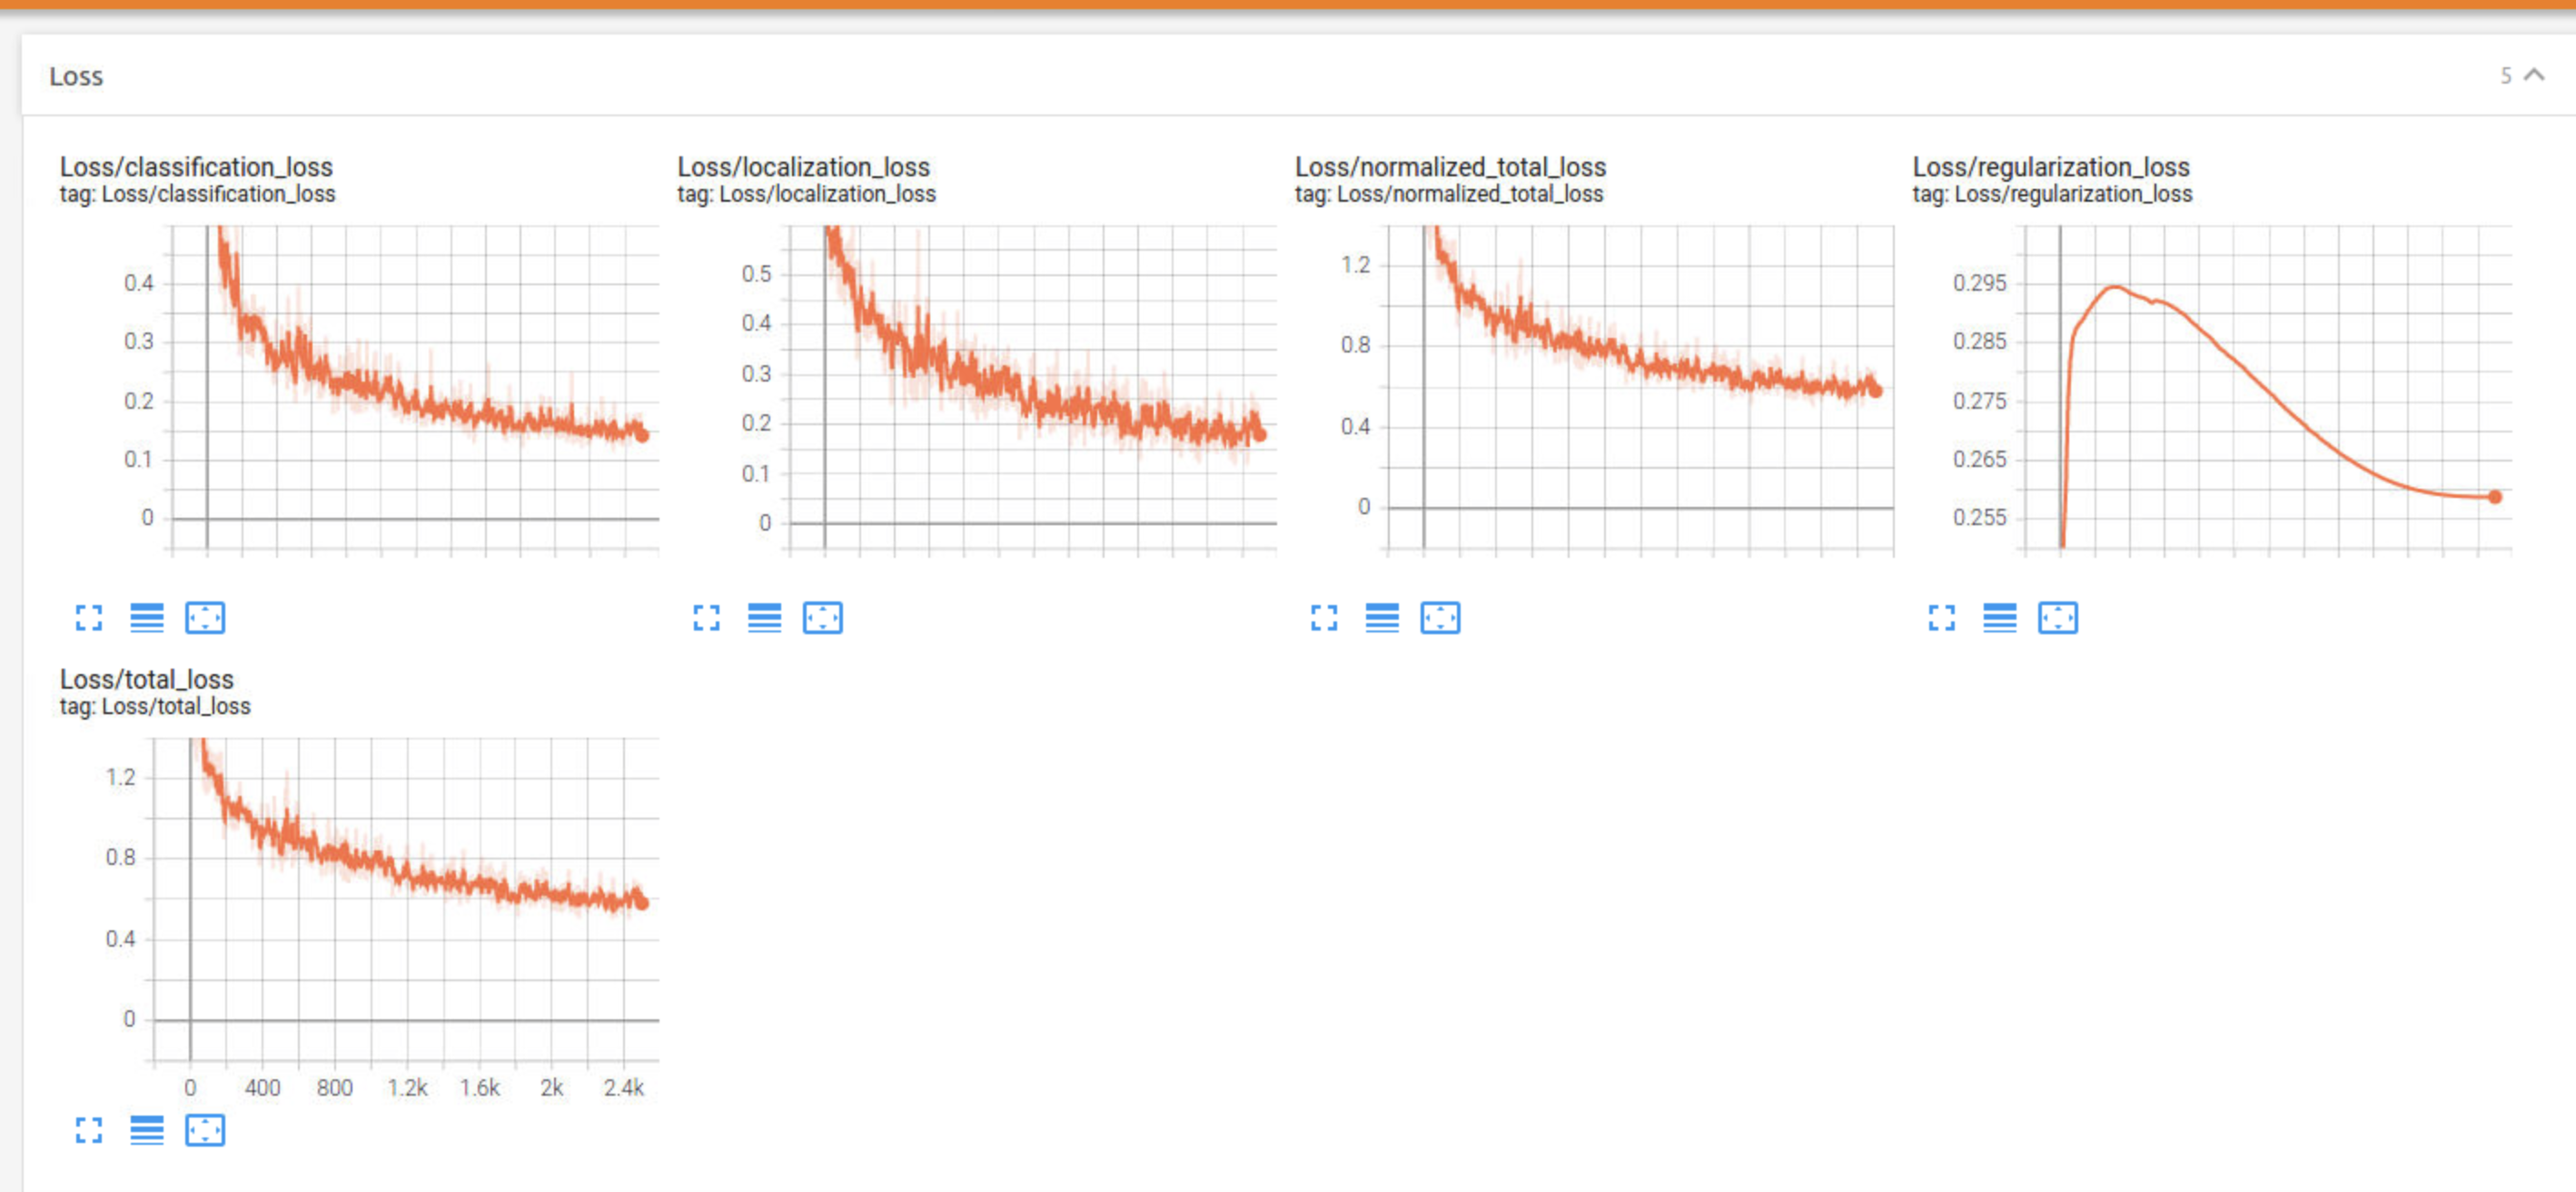 Loss
5
Loss/classification_loss
tag: Loss/classification_loss
0.4
0.3
0.2
0.1
0
Loss/localization_loss
tag: Loss/localization_loss
0.5
0.4
0.3
0.2
0.1
0
Loss/normalized_total_loss
tag: Loss/normalized_total_loss
1.2
0.8
0.4
0
Loss/regularization_loss
tag: Loss/regularization_loss
0.295
0.285
0.275
0.265
0.255
Loss/total_loss
tag: Loss/total_loss
1.2
0.8
0.4
0
0 400 800 1.2k 1.6k 2k 2.4k